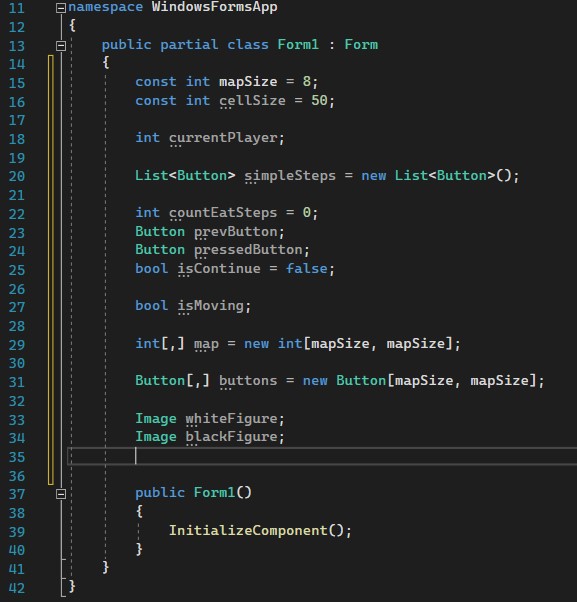 11 namespace WindowsFormsApp
12 {
13 public partial class Form1 : Form
14 {
15 const int mapSize = 8;
16 const int cellSize = 50;
17
18 int currentPlayer;
19
20 List<Button> simpleSteps = new List<Button>();
21
22 int countEatSteps = 0;
23 Button prevButton;
24 Button pressedButton;
25 bool isContinue = false;
26
27 bool isMoving;
28
29 int[,] map = new int[mapSize, mapSize];
30
31 Button[,] buttons = new Button[mapSize, mapSize];
32
33 Image whiteFigure;
34 Image blackFigure;
35
36
37 public Form1()
38 {
39 InitializeComponent();
40 }
41 }
42 }